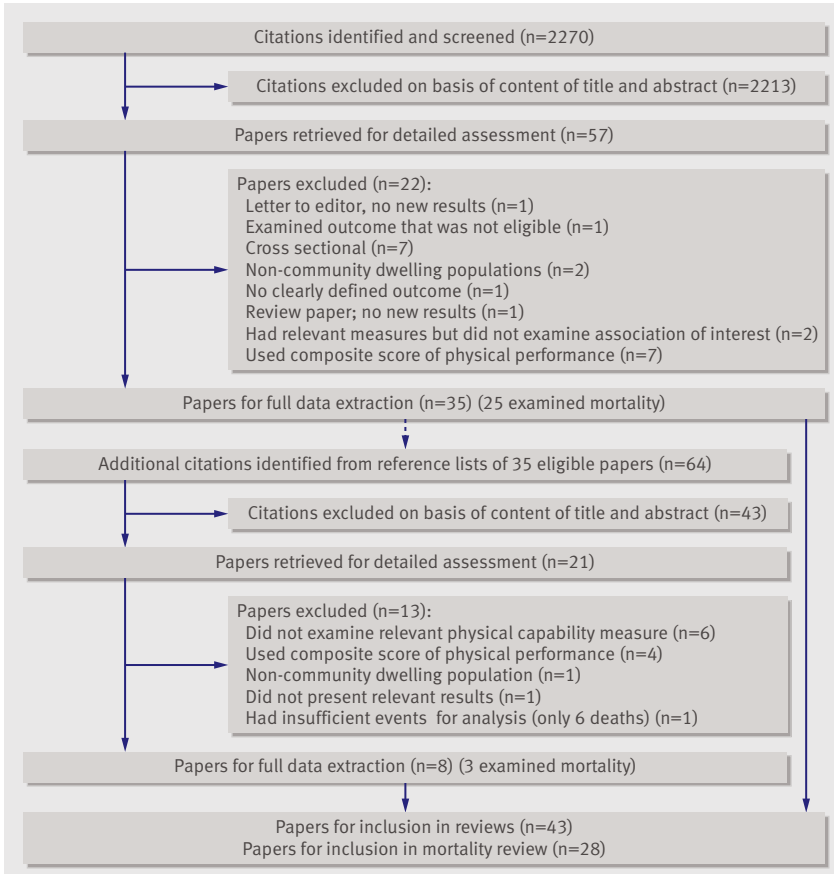 Citations identified and screened (n=2270)
Citations excluded on basis of content of title and abstract (n=2213)
Papers retrieved for detailed assessment (n=57)
Papers excluded (n=22):
Letter to editor, no new results (n=1)
Examined outcome that was not eligible (n=1)
Cross sectional (n=7)
Non-community dwelling populations (n=2)
No clearly defined outcome (n=1)
Review paper; no new results (n=1)
Had relevant measures but did not examine association of interest (n=2)
Used composite score of physical performance (n=7)
Papers for full data extraction (n=35) (25 examined mortality)
Additional citations identified from reference lists of 35 eligible papers (n=64)
Citations excluded on basis of content of title and abstract (n=43)
Papers retrieved for detailed assessment (n=21)
Papers excluded (n=13):
Did not examine relevant physical capability measure (n=6)
Used composite score of physical performance (n=4)
Non-community dwelling population (n=1)
Did not present relevant results (n=1)
Had insufficient events for analysis (only 6 deaths) (n=1)
Papers for full data extraction (n=8) (3 examined mortality)
Papers for inclusion in reviews (n=43)
Papers for inclusion in mortality review (n=28)